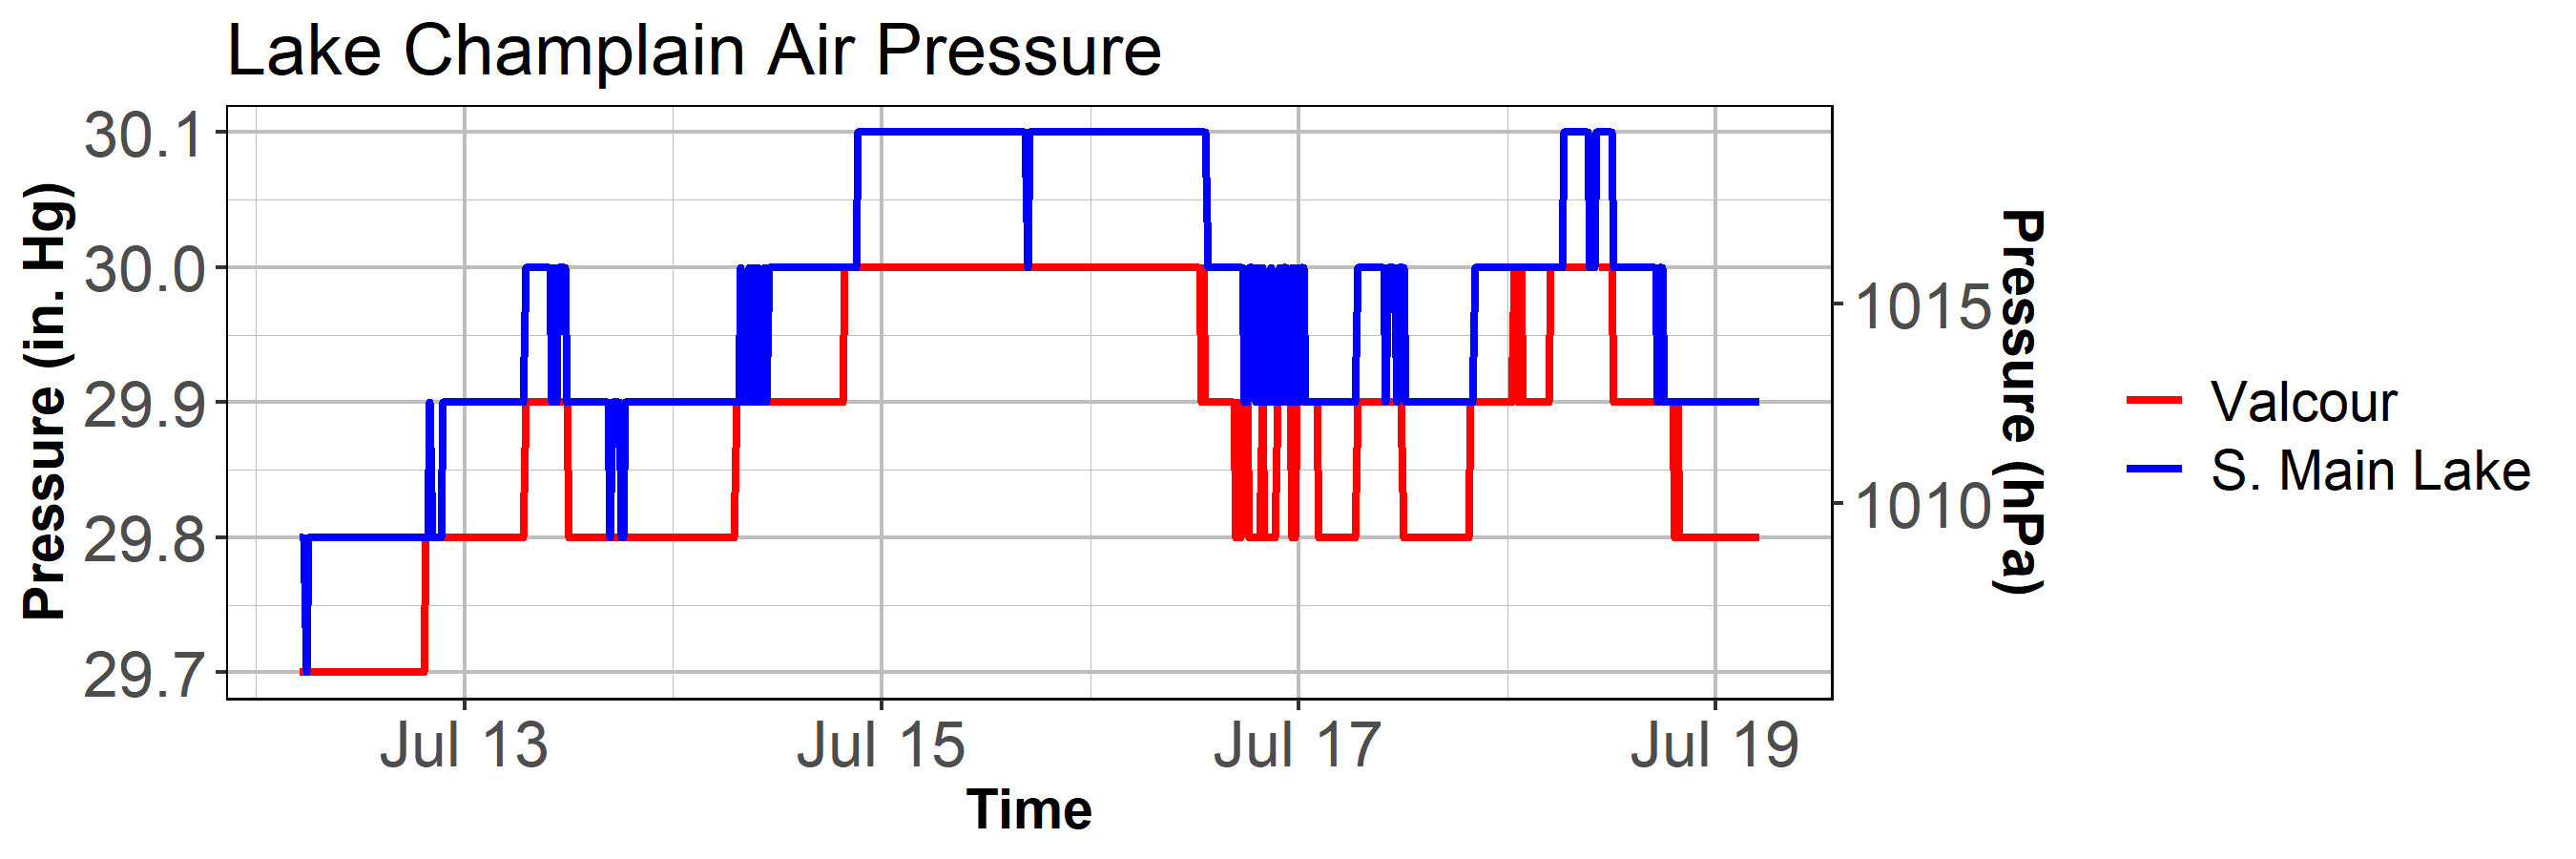 Lake Champlain Air Pressure
Pressure (in. Hg)
30.1
30.0
29.9
29.8
29.7
1015
1010
Pressure (hPa)
Jul 13
Jul 15
Jul 17
Jul 19
Time
Valcour
S. Main Lake